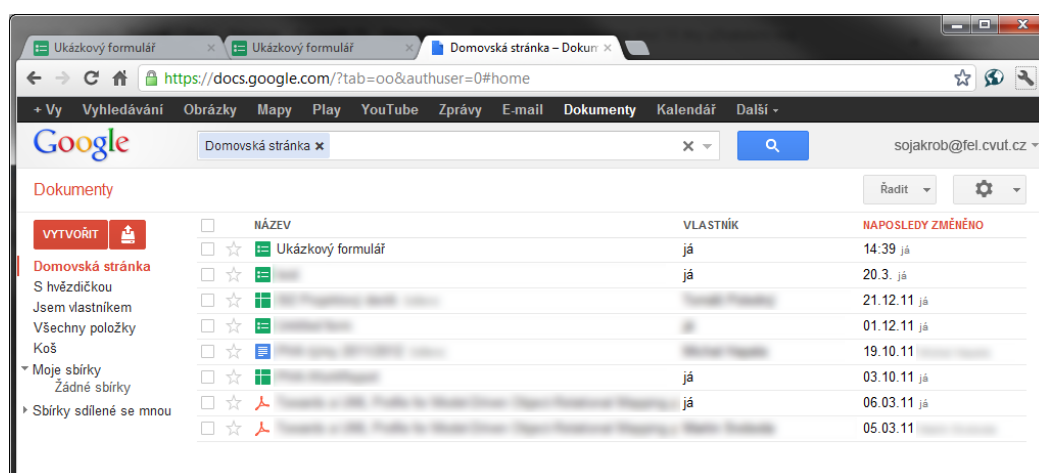 Ukázkový formulář Ukázkový formulář Domovská stránka – Dokum
https://docs.google.com/?tab=oo&authuser=0#home
+ Vy Vyhledávání Obrázky Mapy Play YouTube Zprávy E-mail Dokumenty Kalendář Další
Google Domovská stránka sojakrob@fel.cvut.cz
Dokumenty Řadit
VYTVOŘIT
NÁZEV VLASTNÍK NAPOSLEDY ZMĚNĚNO
Ukázkový formulář já 14:39 já
Domovská stránka
já 20.3. já
S hvězdičkou
Jsem vlastníkem
21.12.11 já
Všechny položky
01.12.11 já
Koš
19.10.11
Moje sbírky
já 03.10.11 já
Žádné sbírky
já 06.03.11 já
Sbírky sdílené se mnou
05.03.11